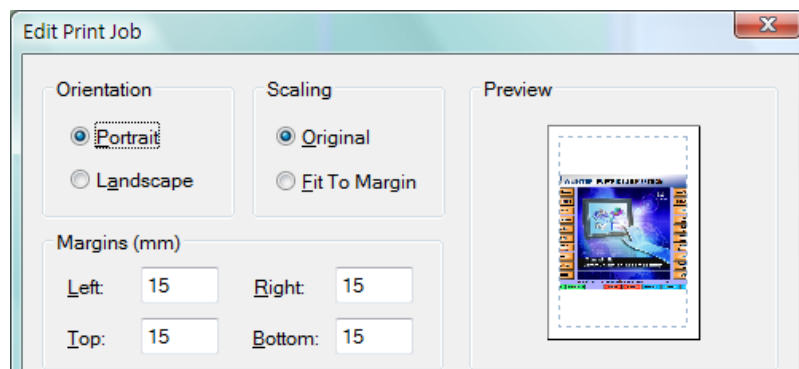 Edit Print Job
Orientation
Portrait
Landscape
Scaling
Original
Fit To Margin
Preview
Margins (mm)
Left: 15 Right: 15
Top: 15 Bottom: 15